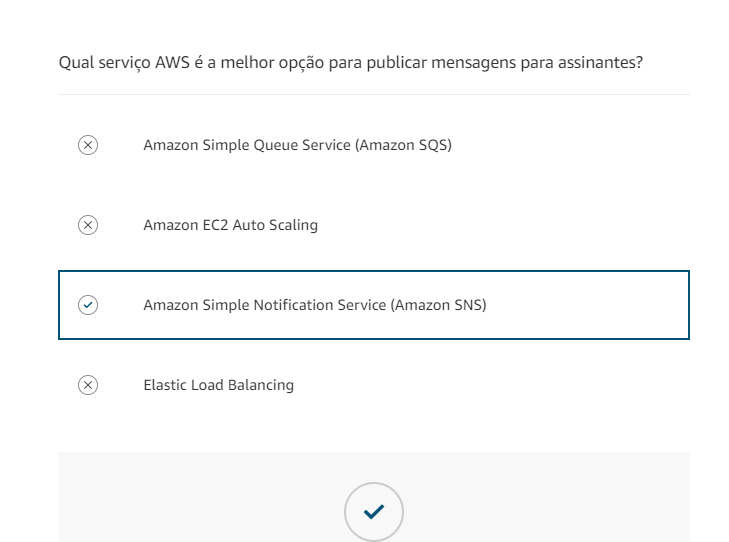 Qual serviço AWS é a melhor opção para publicar mensagens para assinantes?
Amazon Simple Queue Service (Amazon SQS)
Amazon EC2 Auto Scaling
Amazon Simple Notification Service (Amazon SNS)
Elastic Load Balancing